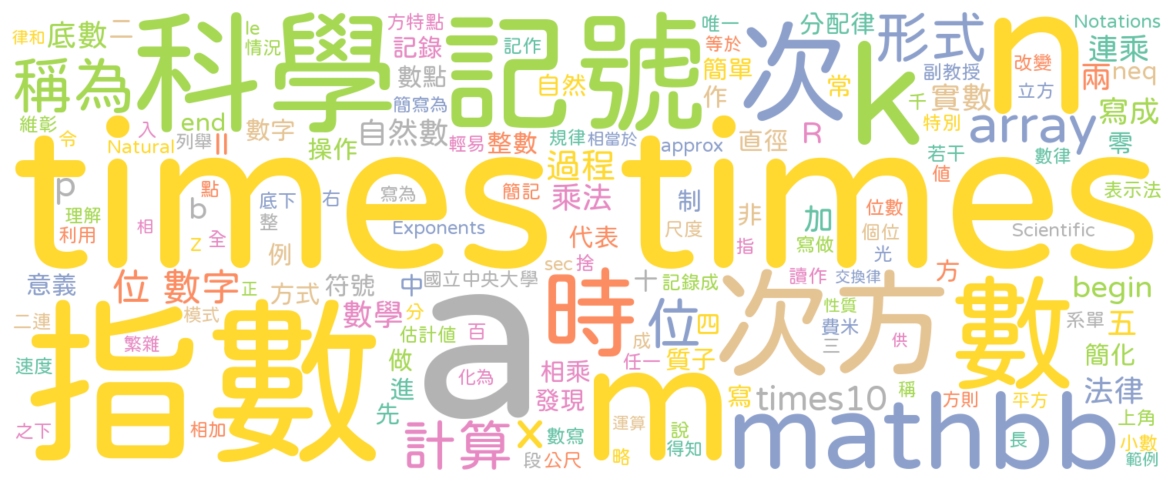 律和 底數 二 科學記號 le 情況 方特點 記錄 數點 記作 自然 唯一 等於 簡單 作 次 分配律 常 形式 副教授 千 特別 實數 Notations 連乘 改變 立方 兩 neq n
稱為 維彰 令 Natural 入 列舉 end 數字 操作 II 自然數 簡寫為 輕易 整數 規律 相當於 approx 過程 直徑 R k array 若干 值 數律 寫成 零
times times
p 理解 利用 點 相 b z 全 寫為 底下 整 右 例 Exponents 簡記 乘法 代表 制 尺度 非 指 加 寫做 位數 個位 光 表示法 Scientific
意義 位 數字 正 方式 符號 中 國立中央大學 sec 捨 十 記錄成 讀作 交換律 方 begin
二連 模式 數學 分 估計值 百 a 時 成 位 四 次方 性質 費米 三 數 系單 五
速度 指數 繁雜 做 進 先 化為 相乘 發現 任一 質子 m 供 簡化
之下 相加 計算 x 數寫 段 公尺 運算 略 說 得知 寫 times10 稱 mathbb 方則 平方 長 法律 上角 小數 範例